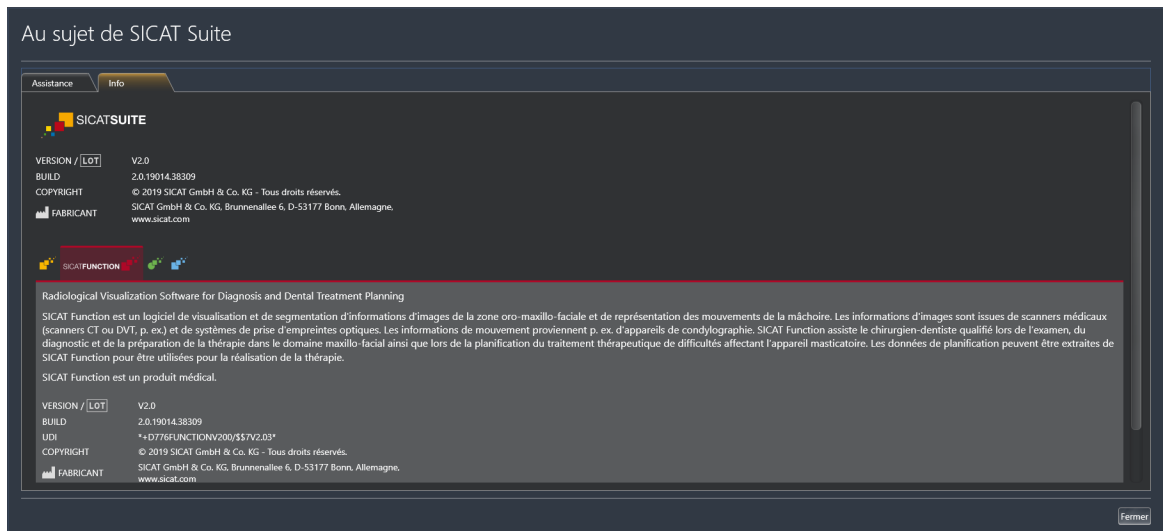 Au sujet de SICAT Suite
Assistance
Info
SICATSUITE
VERSION / LOT V2.0
BUILD 2.0.19014.38309
COPYRIGHT © 2019 SICAT GmbH & Co. KG - Tous droits réservés.
FABRICANT SICAT GmbH & Co. KG, Brunnenallee 6, D-53177 Bonn, Allemagne,
www.sicat.com
SICATFUNCTION
Radiological Visualization Software for Diagnosis and Dental Treatment Planning
SICAT Function est un logiciel de visualisation et de segmentation d'informations d'images de la zone oro-maxillo-faciale et de représentation des mouvements de la mâchoire. Les informations d'images sont issues de scanners médicaux
(scanners CT ou DVT, p. ex.) et de systèmes de prise d'empreintes optiques. Les informations de mouvement proviennent p. ex. d'appareils de condylographie. SICAT Function assiste le chirurgien-dentiste qualifié lors de l'examen, du
diagnostic et de la préparation de la thérapie dans le domaine maxillo-facial ainsi que lors de la planification du traitement thérapeutique de difficultés affectant l'appareil masticatoire. Les données de planification peuvent être extraites de
SICAT Function pour être utilisées pour la réalisation de la thérapie.
SICAT Function est un produit médical.
VERSION / LOT V2.0
BUILD 2.0.19014.38309
UDI *+D776FUNCTIONV200/$$7V2.03*
COPYRIGHT © 2019 SICAT GmbH & Co. KG - Tous droits réservés.
FABRICANT SICAT GmbH & Co. KG, Brunnenallee 6, D-53177 Bonn, Allemagne,
www.sicat.com
Fermer